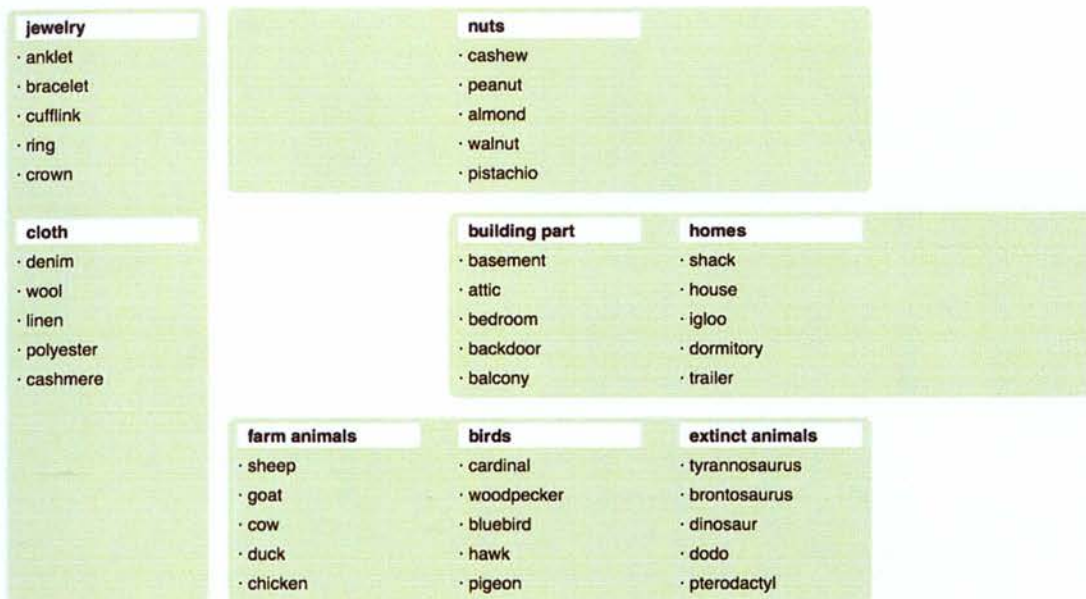 jewelry
· anklet
· bracelet
· cufflink
· ring
· crown
nuts
· cashew
· peanut
· almond
· walnut
· pistachio
cloth
· denim
· wool
· linen
· polyester
· cashmere
building part
· basement
· attic
· bedroom
· backdoor
· balcony
homes
· shack
· house
· igloo
· dormitory
· trailer
farm animals
· sheep
· goat
· cow
· duck
· chicken
birds
· cardinal
· woodpecker
· bluebird
· hawk
· pigeon
extinct animals
· tyrannosaurus
· brontosaurus
· dinosaur
· dodo
· pterodactyl